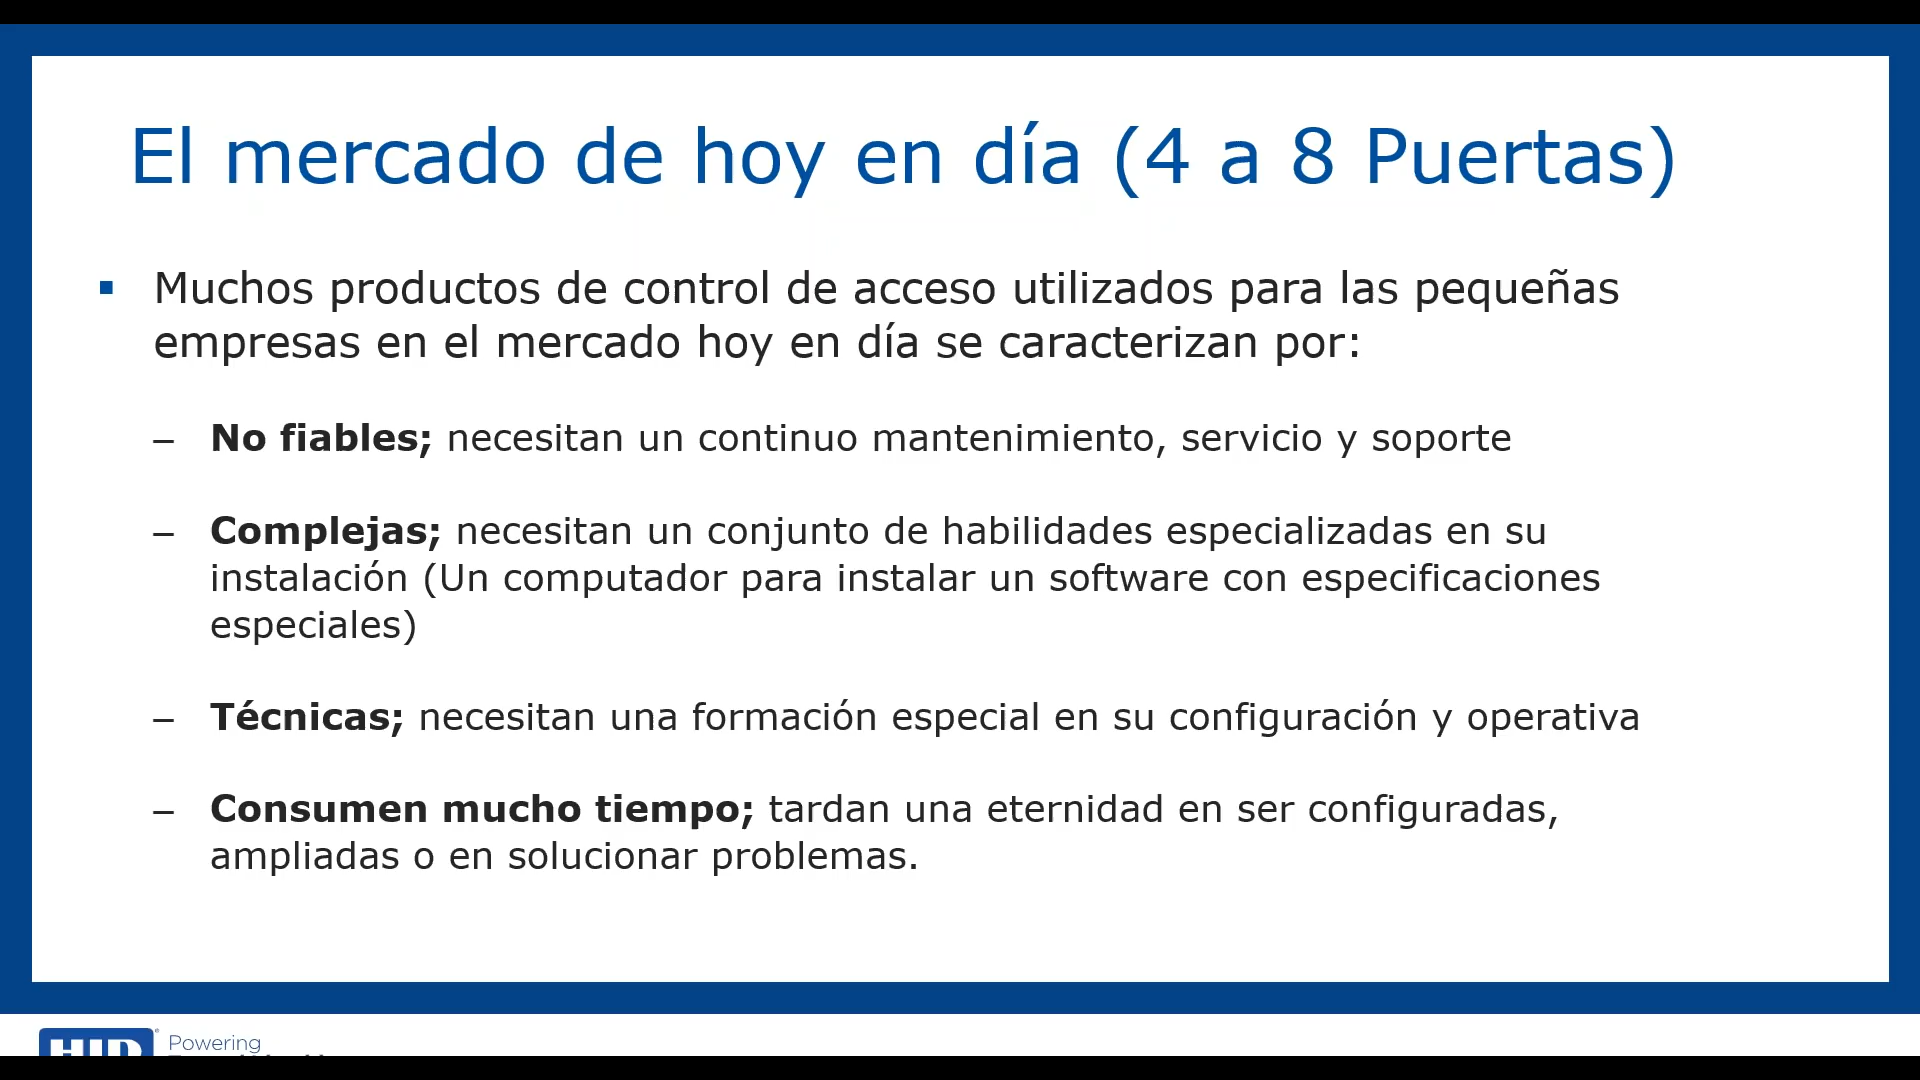 El mercado de hoy en día (4 a 8 Puertas)
▪ Muchos productos de control de acceso utilizados para las pequeñas
empresas en el mercado hoy en día se caracterizan por:
– No fiables; necesitan un continuo mantenimiento, servicio y soporte
– Complejas; necesitan un conjunto de habilidades especializadas en su
instalación (Un computador para instalar un software con especificaciones
especiales)
– Técnicas; necesitan una formación especial en su configuración y operativa
– Consumen mucho tiempo; tardan una eternidad en ser configuradas,
ampliadas o en solucionar problemas.
HID® Powering